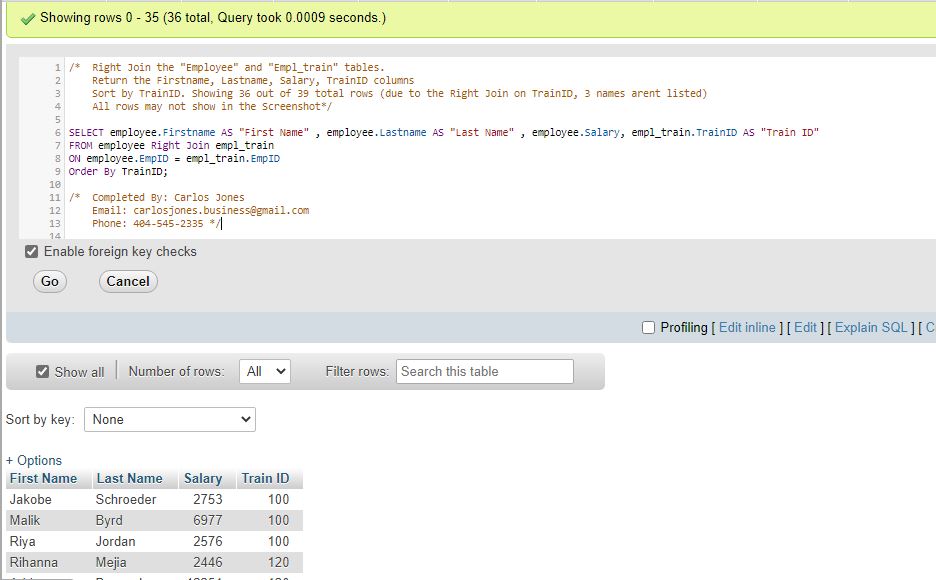 Showing rows 0 - 35 (36 total, Query took 0.0009 seconds.)
1 /* Right Join the "Employee" and "Empl_train" tables.
2 Return the Firstname, Lastname, Salary, TrainID columns
3 Sort by TrainID. Showing 36 out of 39 total rows (due to the Right Join on TrainID, 3 names arent listed)
4 All rows may not show in the Screenshot*/
5
6 SELECT employee.Firstname AS "First Name" , employee.Lastname AS "Last Name" , employee.Salary, empl_train.TrainID AS "Train ID"
7 FROM employee Right Join empl_train
8 ON employee.EmpID = empl_train.EmpID
9 Order By TrainID;
10
11 /* Completed By: Carlos Jones
12 Email: carlosjones.business@gmail.com
13 Phone: 404-545-2335 */
14
Enable foreign key checks
Go Cancel
Profiling [ Edit inline ] [ Edit ] [ Explain SQL ] [ C
Show all Number of rows: All Filter rows: Search this table
Sort by key: None
+ Options
First Name Last Name Salary Train ID
Jakobe Schroeder 2753 100
Malik Byrd 6977 100
Riya Jordan 2576 100
Rihanna Mejia 2446 120